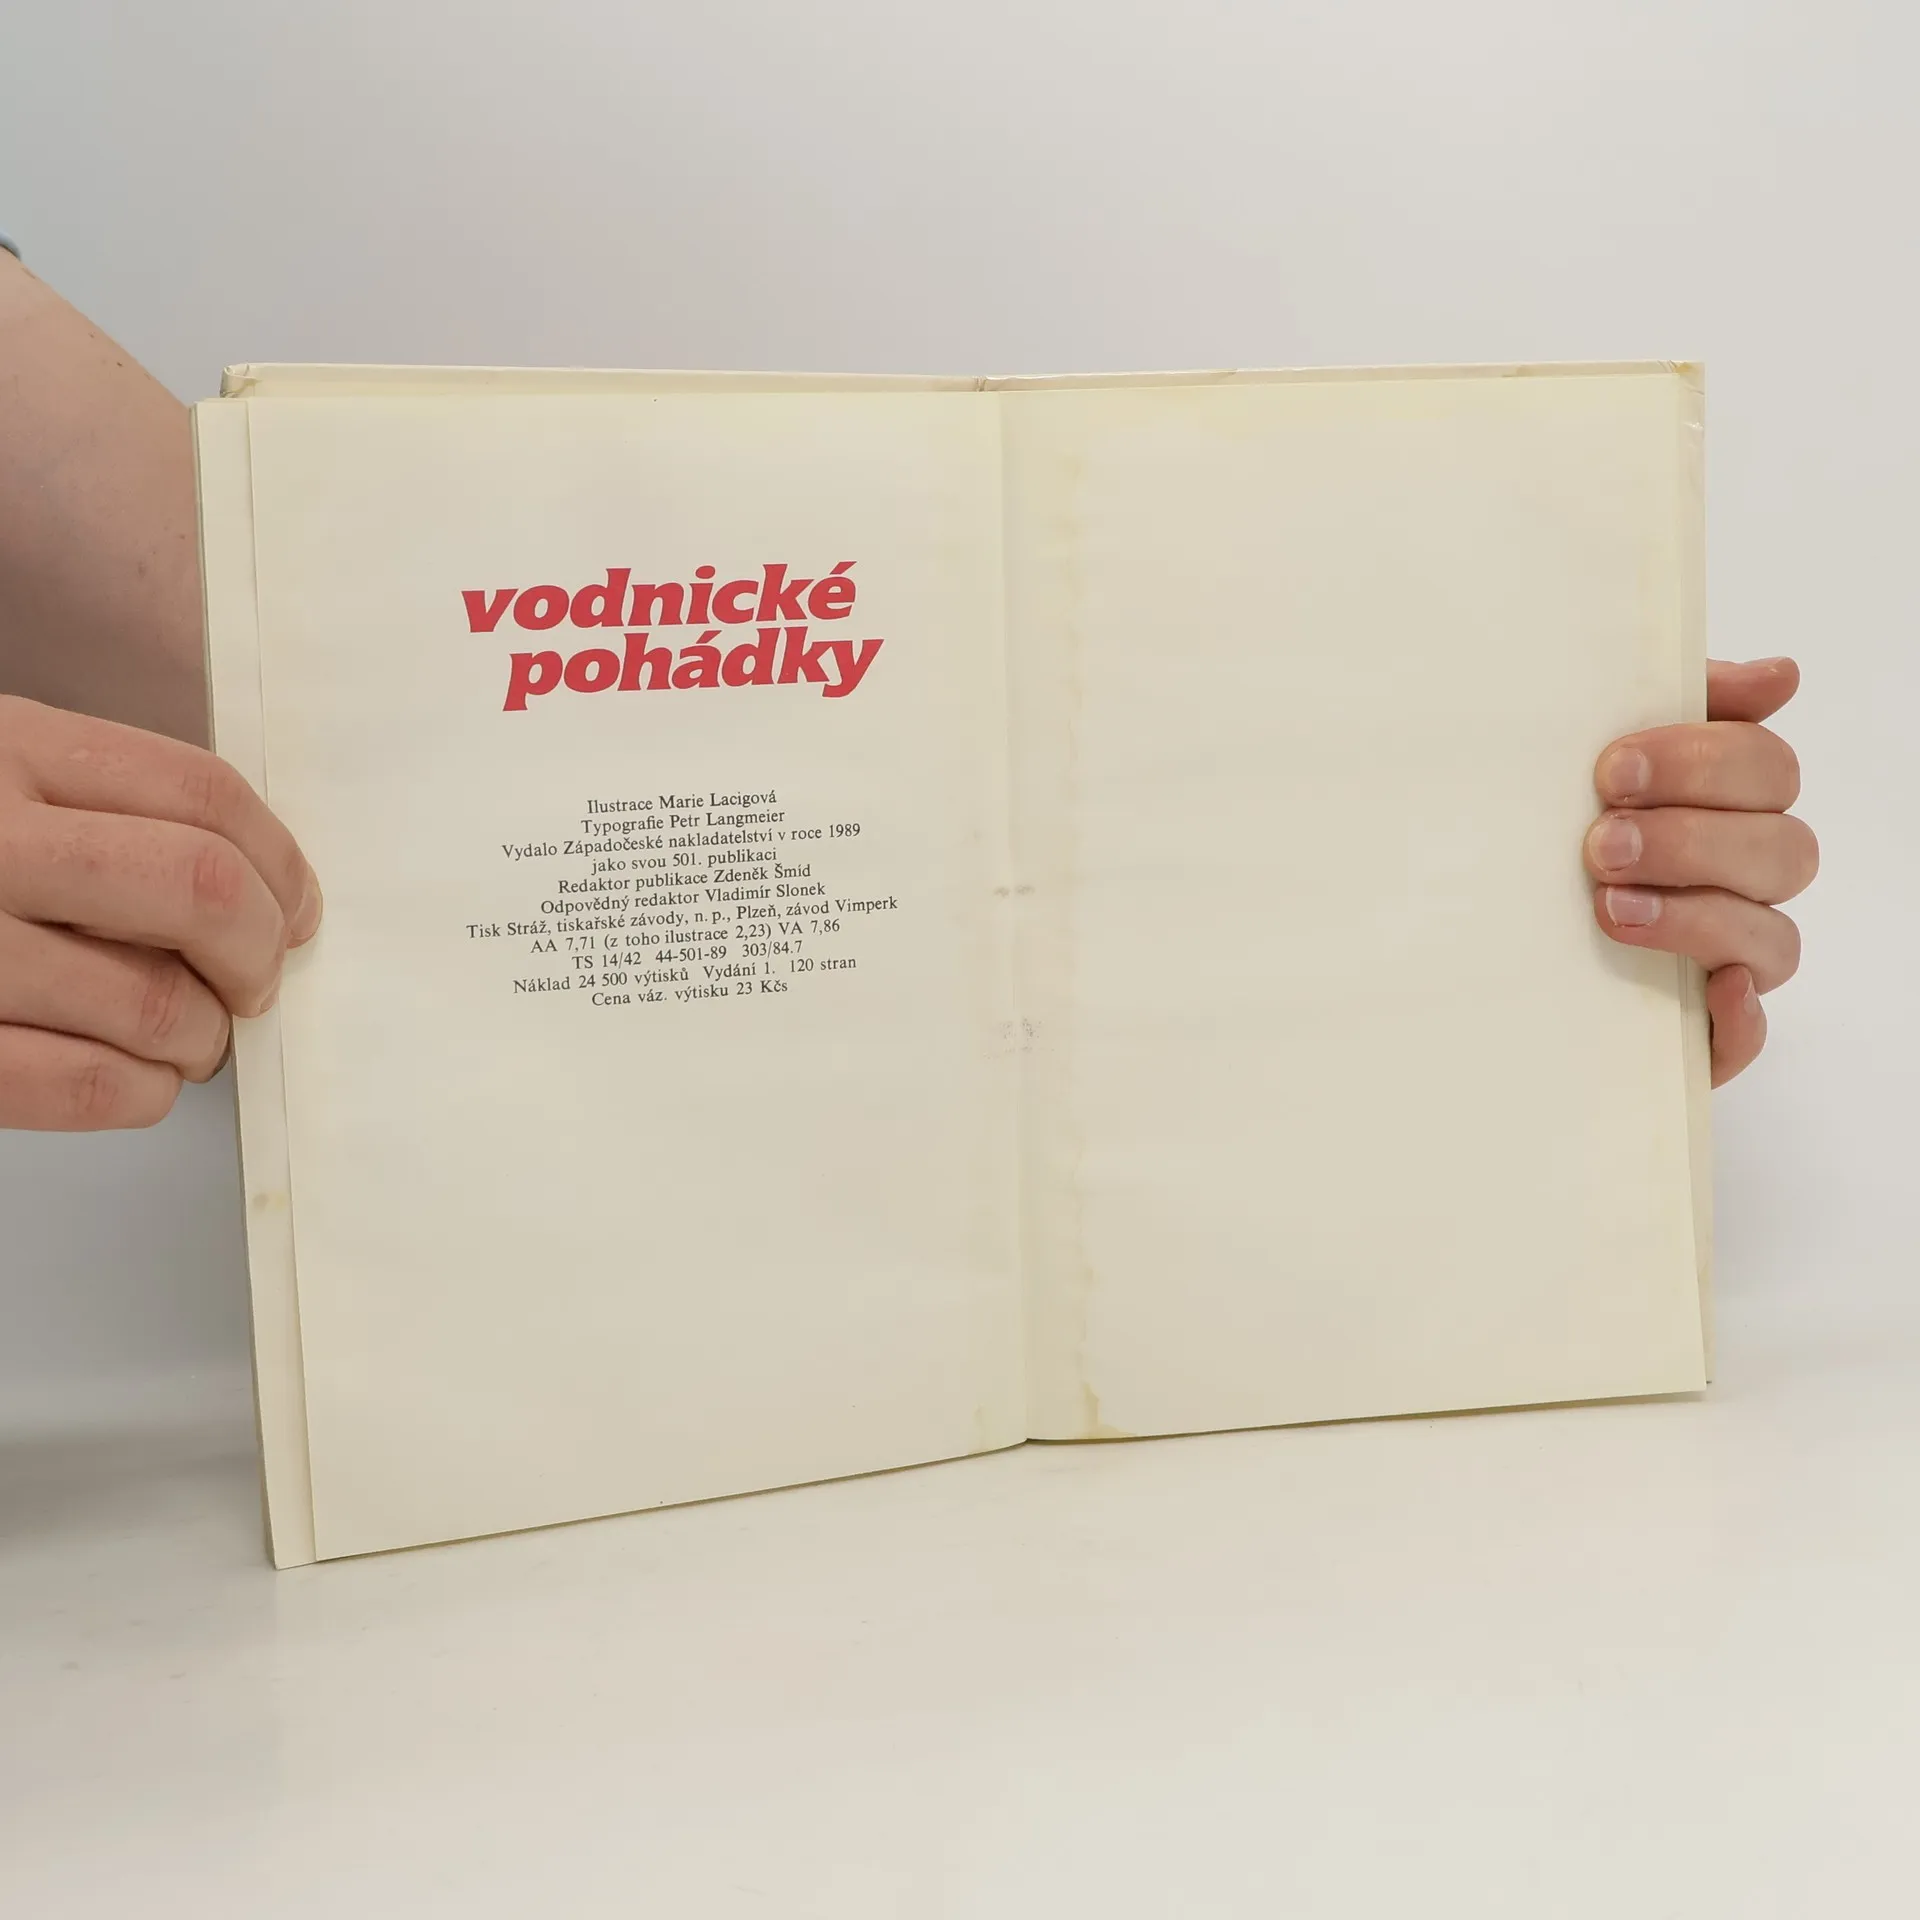 vodnické
pohádky
Ilustrace Marie Lacigová
Typografie Petr Langmeier
Vydalo Západočeské nakladatelství v roce 1989
jako svou 501. publikaci
Redaktor publikace Zdeněk Šmíd
Odpovědný redaktor Vladimír Slonek
Tisk Stráž, tiskařské závody, n. p., Plzeň, závod Vimperk
AA 7,71 (z toho ilustrace 2,23) VA 7,86
TS 14/42 44-501-89 303/84.7
Náklad 24 500 výtisků Vydání 1. 120 stran
Cena váz. výtisku 23 Kčs